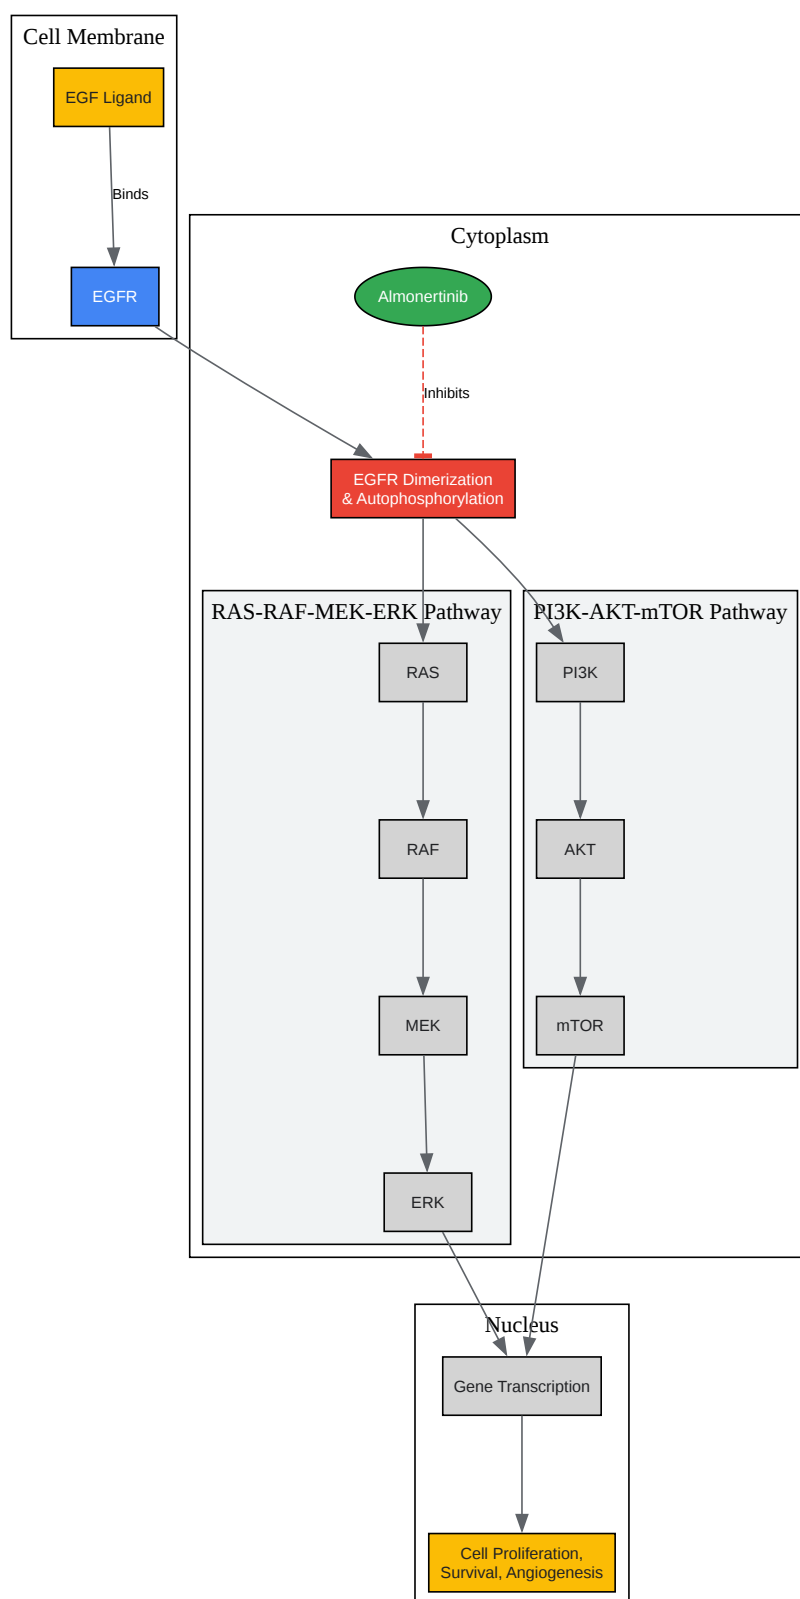 Cell Membrane
EGF Ligand
Binds
EGFR
Cytoplasm
Almonertinib
Inhibits
EGFR Dimerization
& Autophosphorylation
RAS-RAF-MEK-ERK Pathway
RAS
RAF
MEK
ERK
PI3K-AKT-mTOR Pathway
PI3K
AKT
mTOR
Nucleus
Gene Transcription
Cell Proliferation,
Survival, Angiogenesis